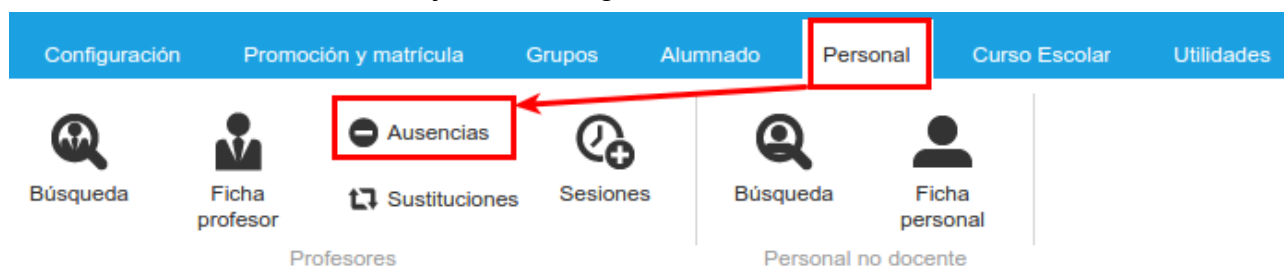 Configuración Promoción y matrícula Grupos Alumnado Personal Curso Escolar Utilidades
Ausencias
Búsqueda Ficha profesor Sustituciones Sesiones Búsqueda Ficha personal
Profesores Personal no docente